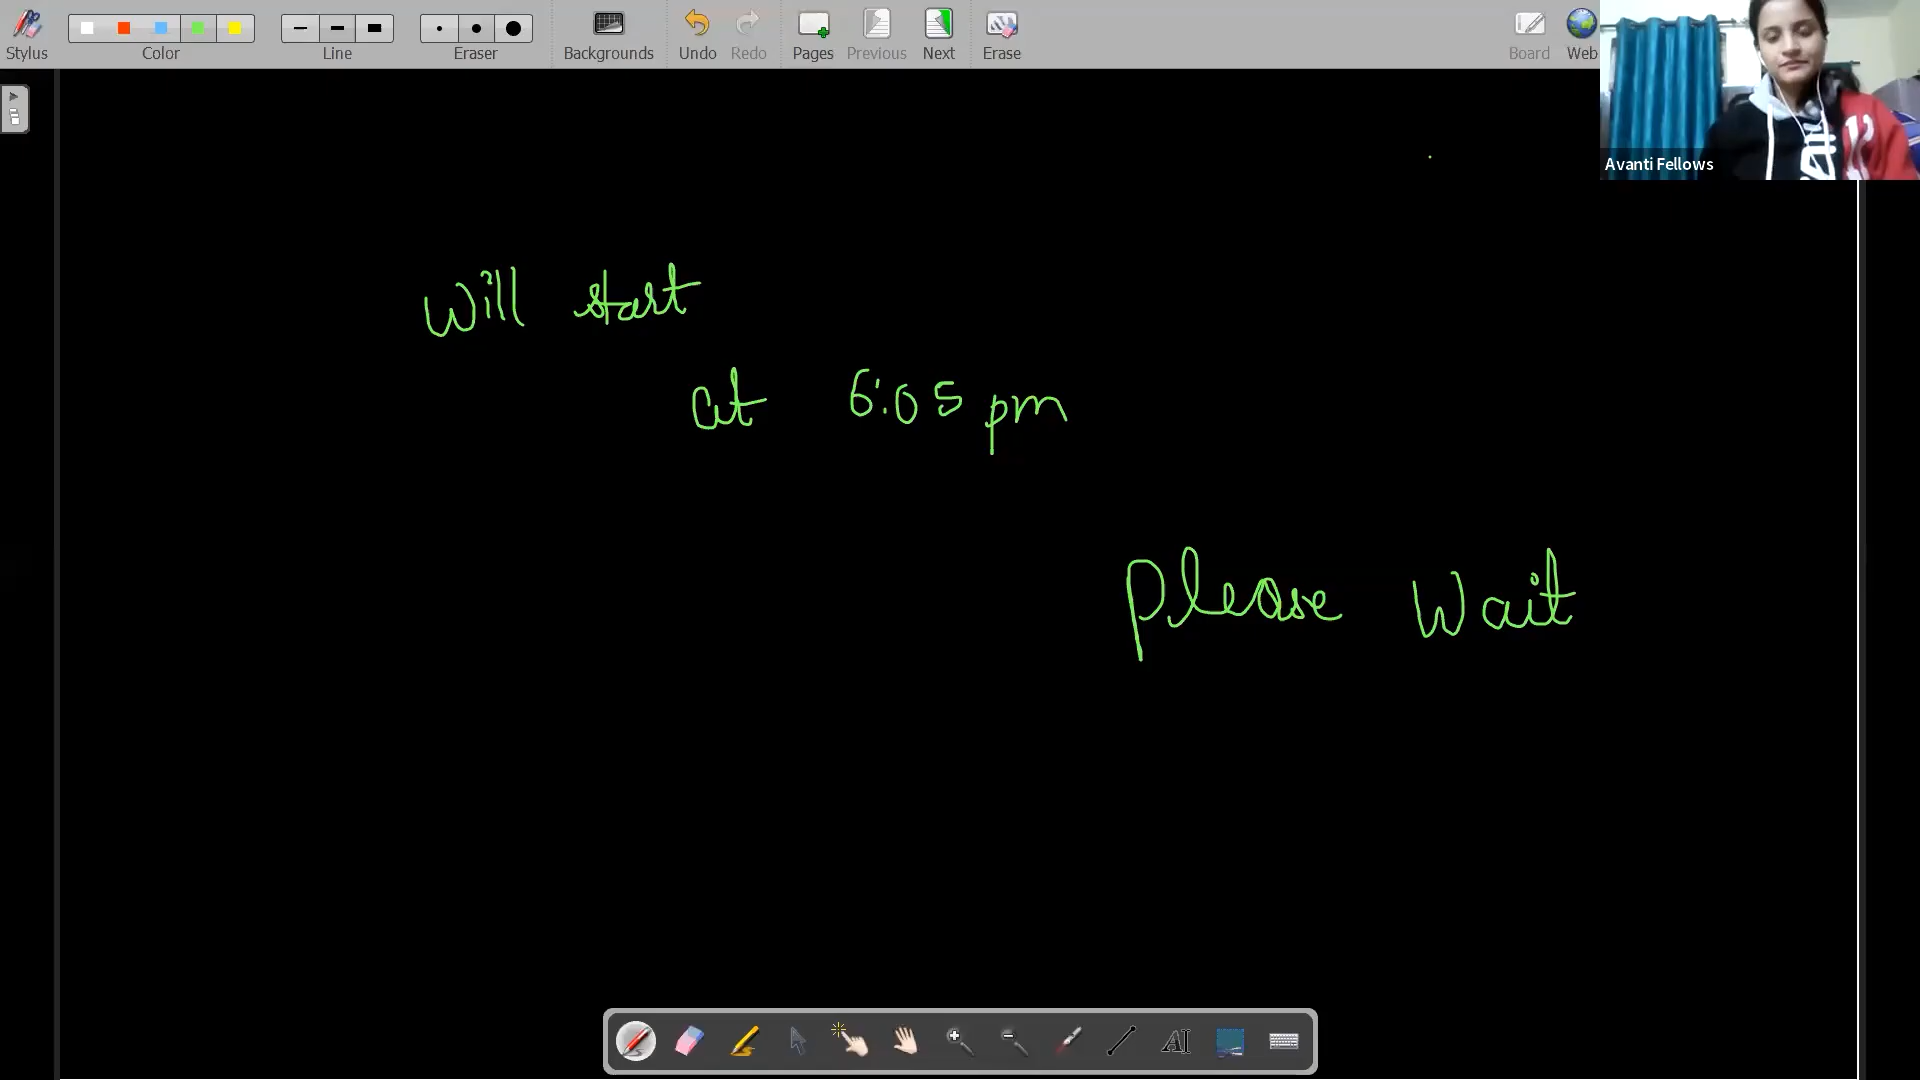 Stylus
Color
Line
Eraser
Backgrounds
Undo
Redo
Pages
Previous
Next
Erase
Board
Web
Avanti Fellows
Will start
at 6:05 pm
Please Wait